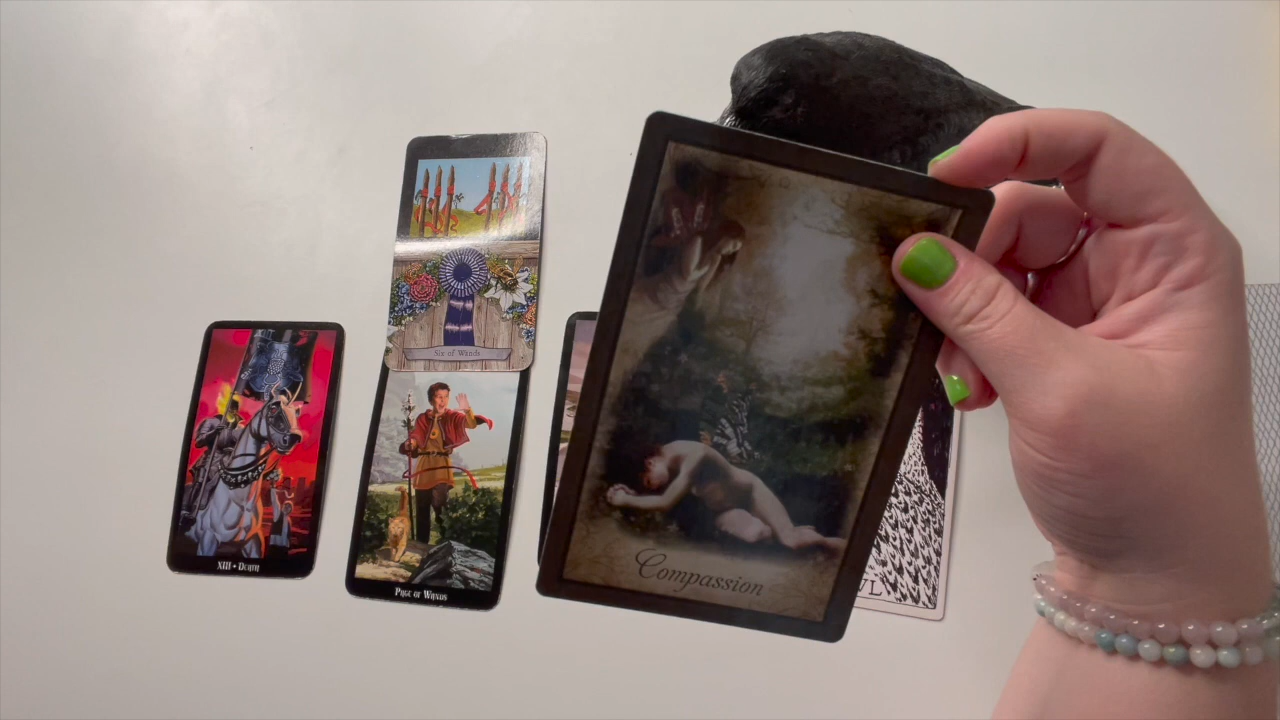 Six of Wands
XIII • Death
Page of Wands
Compassion